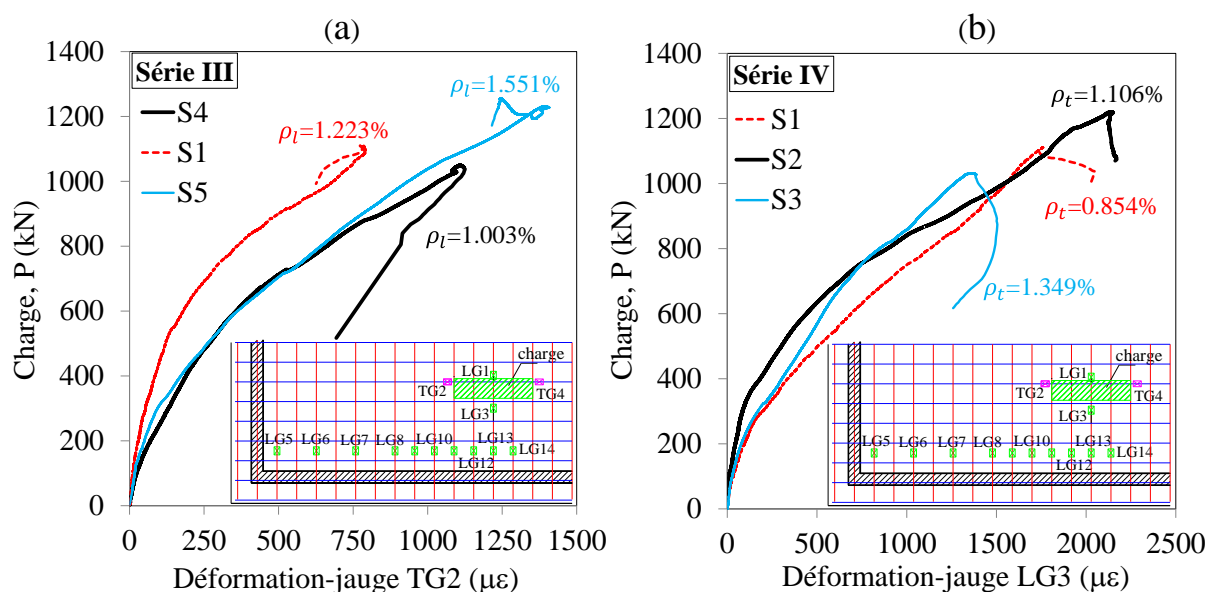 (a)
Série III
S4
S1
S5
ρₗ=1.551%
ρₗ=1.223%
ρₗ=1.003%
Charge, P (kN)
1400
1200
1000
800
600
400
200
0
charge
LG1
TG2
TG4
LG3
LG5
LG6
LG7
LG8
LG10
LG13
LG14
LG12
0
250
500
750
1000
1250
1500
Déformation-jauge TG2 (με)
(b)
Série IV
S1
S2
S3
ρₜ=1.106%
ρₜ=0.854%
ρₜ=1.349%
Charge, P (kN)
1400
1200
1000
800
600
400
200
0
charge
LG1
TG2
TG4
LG3
LG5
LG6
LG7
LG8
LG10
LG13
LG14
LG12
0
500
1000
1500
2000
2500
Déformation-jauge LG3 (με)